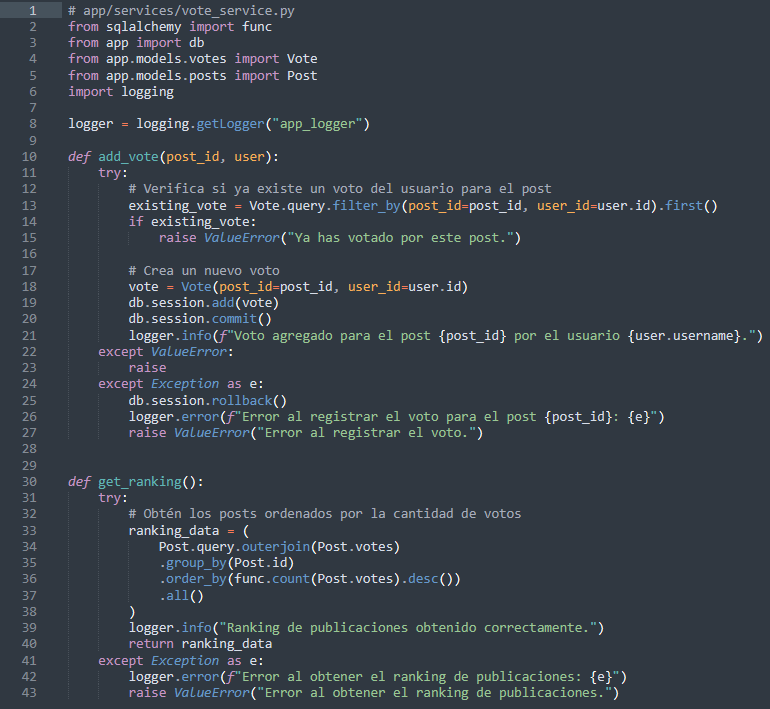 1 # app/services/vote_service.py
2 from sqlalchemy import func
3 from app import db
4 from app.models.votes import Vote
5 from app.models.posts import Post
6 import logging
7
8 logger = logging.getLogger("app_logger")
9
10 def add_vote(post_id, user):
11     try:
12         # Verifica si ya existe un voto del usuario para el post
13         existing_vote = Vote.query.filter_by(post_id=post_id, user_id=user.id).first()
14         if existing_vote:
15             raise ValueError("Ya has votado por este post.")
16
17         # Crea un nuevo voto
18         vote = Vote(post_id=post_id, user_id=user.id)
19         db.session.add(vote)
20         db.session.commit()
21         logger.info(f"Voto agregado para el post {post_id} por el usuario {user.username}.")
22     except ValueError:
23         raise
24     except Exception as e:
25         db.session.rollback()
26         logger.error(f"Error al registrar el voto para el post {post_id}: {e}")
27         raise ValueError("Error al registrar el voto.")
28
29
30 def get_ranking():
31     try:
32         # Obtén los posts ordenados por la cantidad de votos
33         ranking_data = (
34             Post.query.outerjoin(Post.votes)
35             .group_by(Post.id)
36             .order_by(func.count(Post.votes).desc())
37             .all()
38         )
39         logger.info("Ranking de publicaciones obtenido correctamente.")
40         return ranking_data
41     except Exception as e:
42         logger.error(f"Error al obtener el ranking de publicaciones: {e}")
43         raise ValueError("Error al obtener el ranking de publicaciones.")